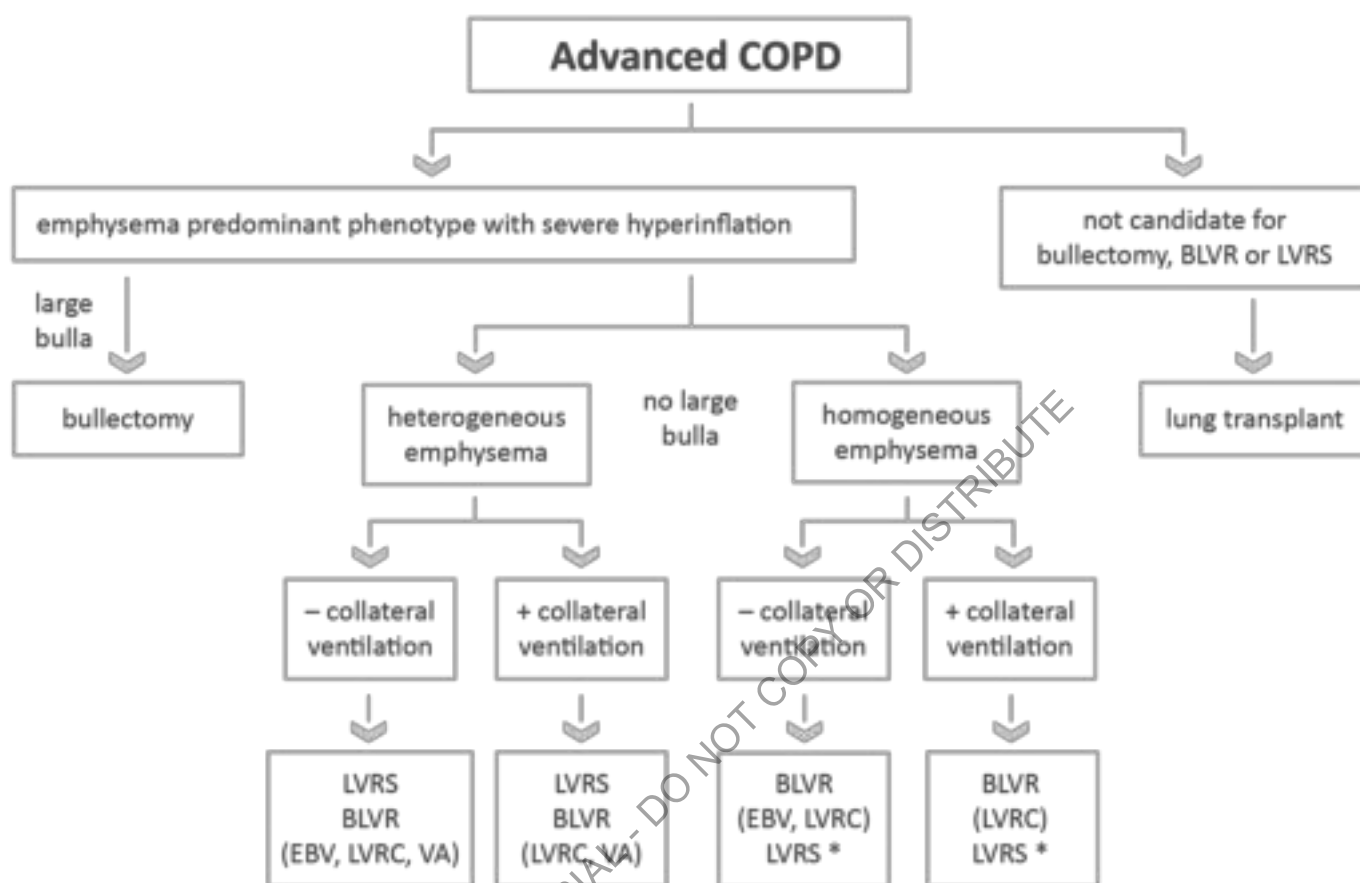 Advanced COPD
emphysema predominant phenotype with severe hyperinflation
not candidate for
bullectomy, BLVR or LVRS
large
bulla
bullectomy
heterogeneous
emphysema
no large
bulla
homogeneous
emphysema
lung transplant
– collateral
ventilation
+ collateral
ventilation
– collateral
ventilation
+ collateral
ventilation
LVRS
BLVR
(EBV, LVRC, VA)
LVRS
BLVR
(LVRC, VA)
BLVR
(EBV, LVRC)
LVRS *
BLVR
(LVRC)
LVRS *
- DO NOT COPY OR DISTRIBUTE